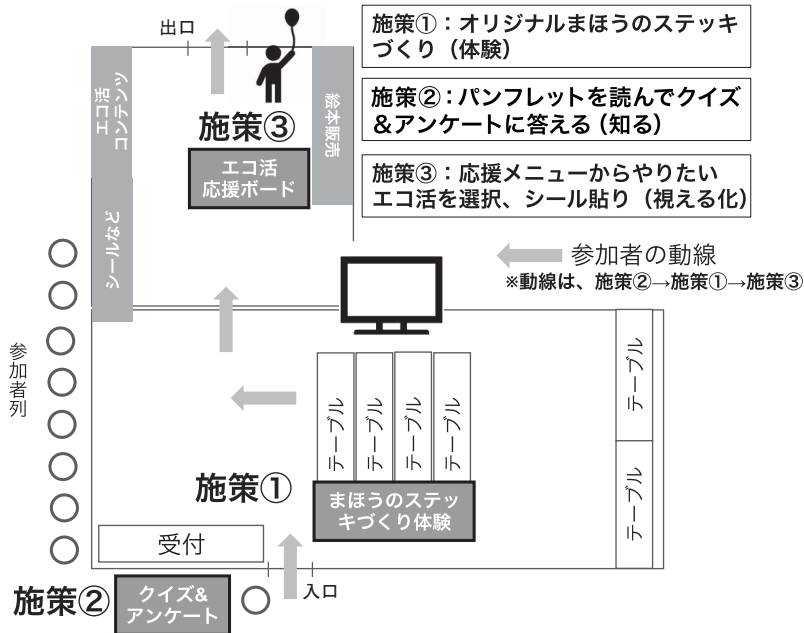 出口
施策①：オリジナルまほうのステッキ
づくり（体験）
施策②：パンフレットを読んでクイズ
＆アンケートに答える（知る）
施策③：応援メニューからやりたい
エコ活を選択、シール貼り（視える化）
エコ活
コンテンツ
絵本販売
施策③
エコ活
応援ボード
シールなど
参加者の動線
※動線は、施策②→施策①→施策③
参加者列
テーブル
テーブル
テーブル
テーブル
テーブル
テーブル
施策①
まほうのステッ
キづくり体験
受付
入口
施策②
クイズ&
アンケート